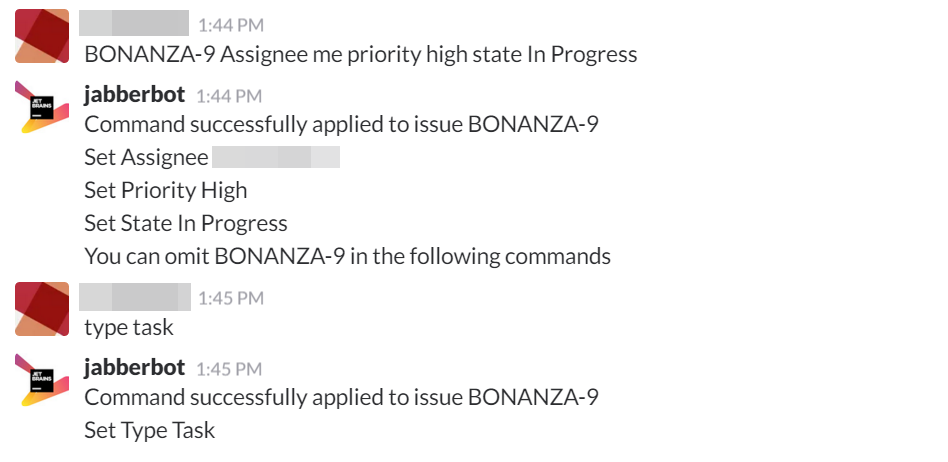 1:44 PM
BONANZA-9 Assignee me priority high state In Progress
JET
BRAINS
jabberbot 1:44 PM
Command successfully applied to issue BONANZA-9
Set Assignee
Set Priority High
Set State In Progress
You can omit BONANZA-9 in the following commands
1:45 PM
type task
JET
BRAINS
jabberbot 1:45 PM
Command successfully applied to issue BONANZA-9
Set Type Task